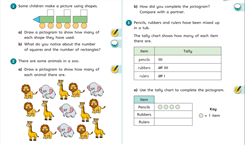 1 Some children make a picture using shapes.
a) Draw a pictogram to show how many of
each shape they have used.
b) What do you notice about the number
of squares and the number of rectangles?
2 There are some animals in a zoo.
a) Draw a pictogram to show how many of
each animal there are.
b) How did you complete the pictogram?
Compare with a partner.
3 Pencils, rubbers and rulers have been mixed up
in a tub.
The tally chart shows how many of each item
there are.
Item Tally
pencils
rubbers
rulers
a) Use the tally chart to complete the pictogram.
Item
Pencils
Rubbers
Rulers
Key
= 1 item